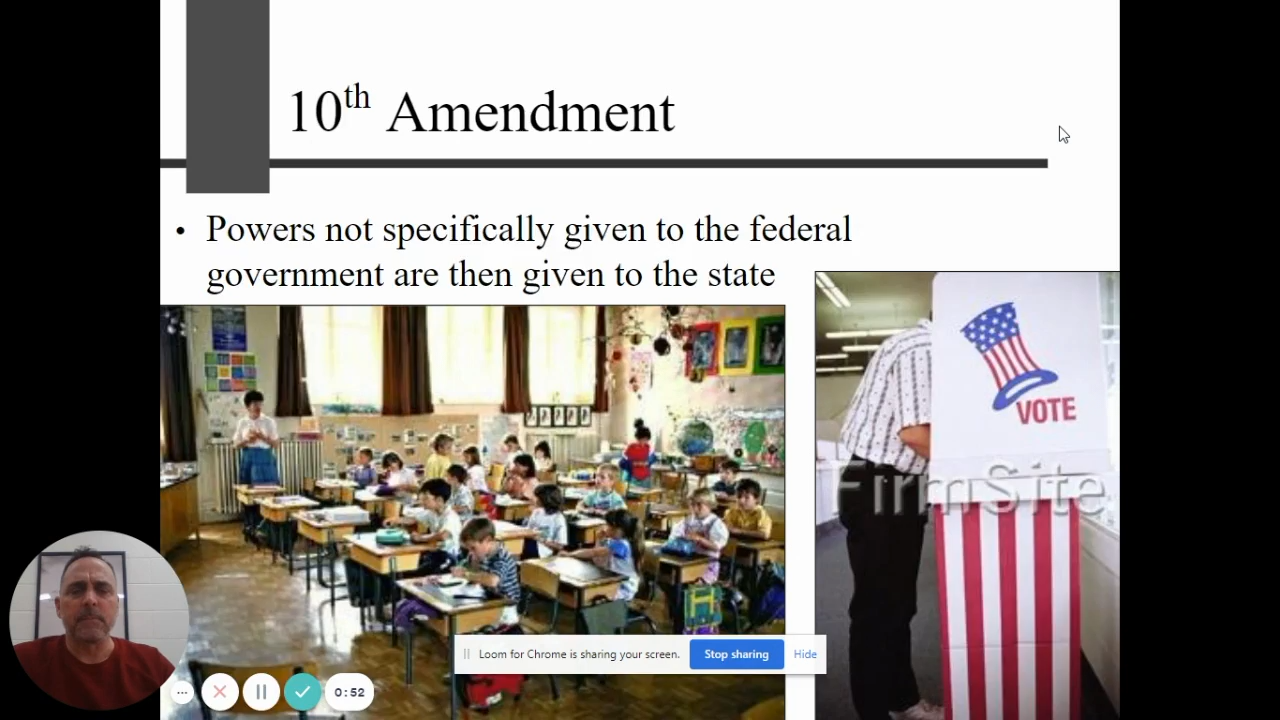 10th Amendment
• Powers not specifically given to the federal
government are then given to the state
VOTE
FirmSite
Loom for Chrome is sharing your screen. Stop sharing Hide
0:52